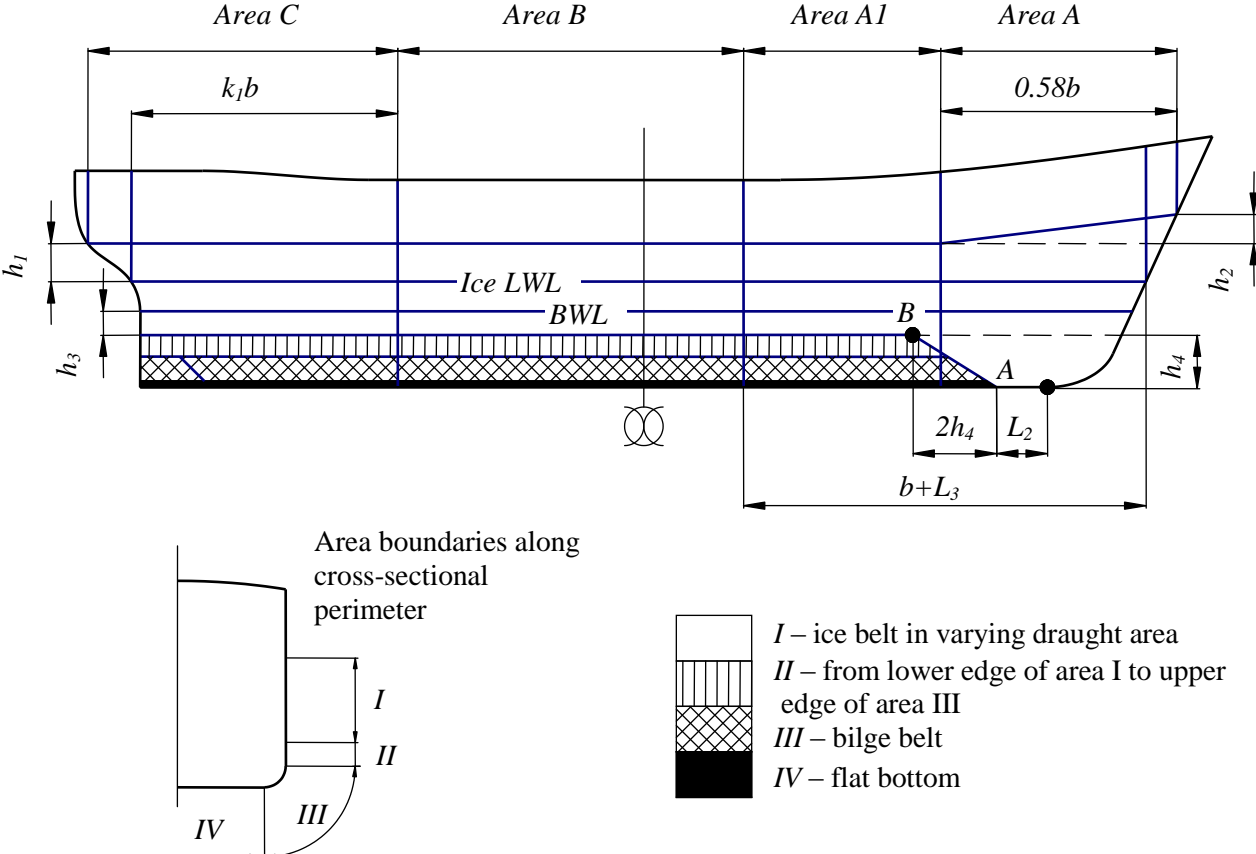 Area C
Area B
Area A1
Area A
k₁b
0.58b
h₁
h₂
Ice LWL
BWL
B
h₃
h₄
A
2h₄
L₂
b+L₃
Area boundaries along
cross-sectional
perimeter
I
II
III
IV
I – ice belt in varying draught area
II – from lower edge of area I to upper
edge of area III
III – bilge belt
IV – flat bottom